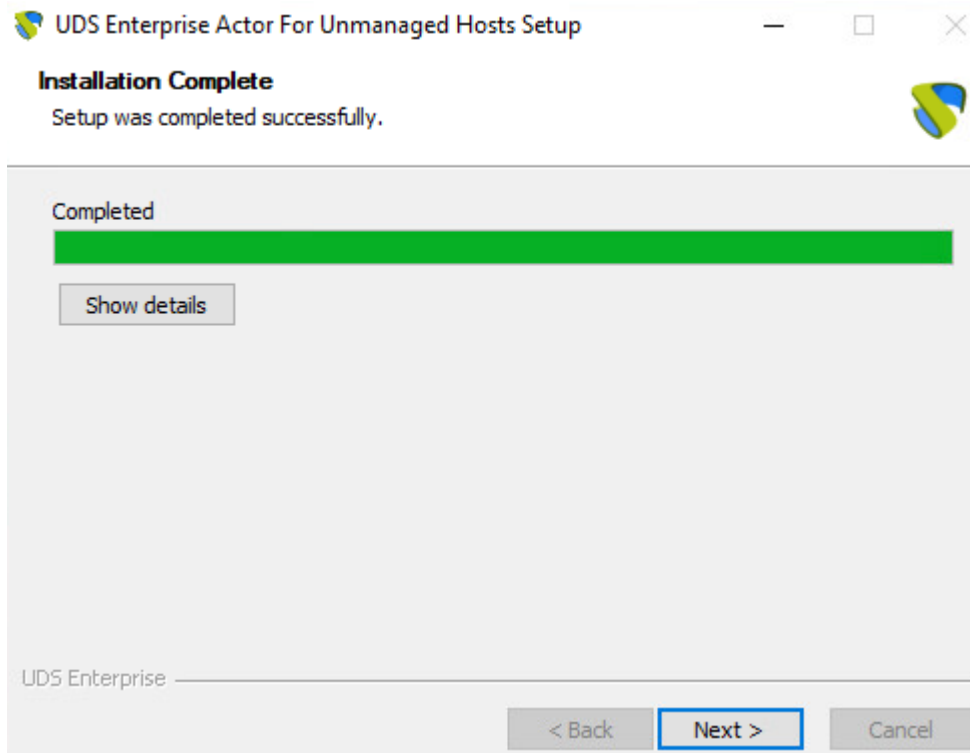 UDS Enterprise Actor For Unmanaged Hosts Setup
Installation Complete
Setup was completed successfully.
Completed
Show details
UDS Enterprise
< Back
Next >
Cancel